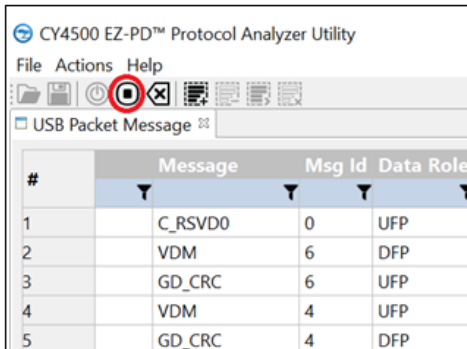 CY4500 EZ-PD™ Protocol Analyzer Utility
File Actions Help
USB Packet Message
# Message Msg Id Data Role
1 C_RSVD0 0 UFP
2 VDM 6 DFP
3 GD_CRC 6 UFP
4 VDM 4 UFP
5 GD_CRC 4 DFP